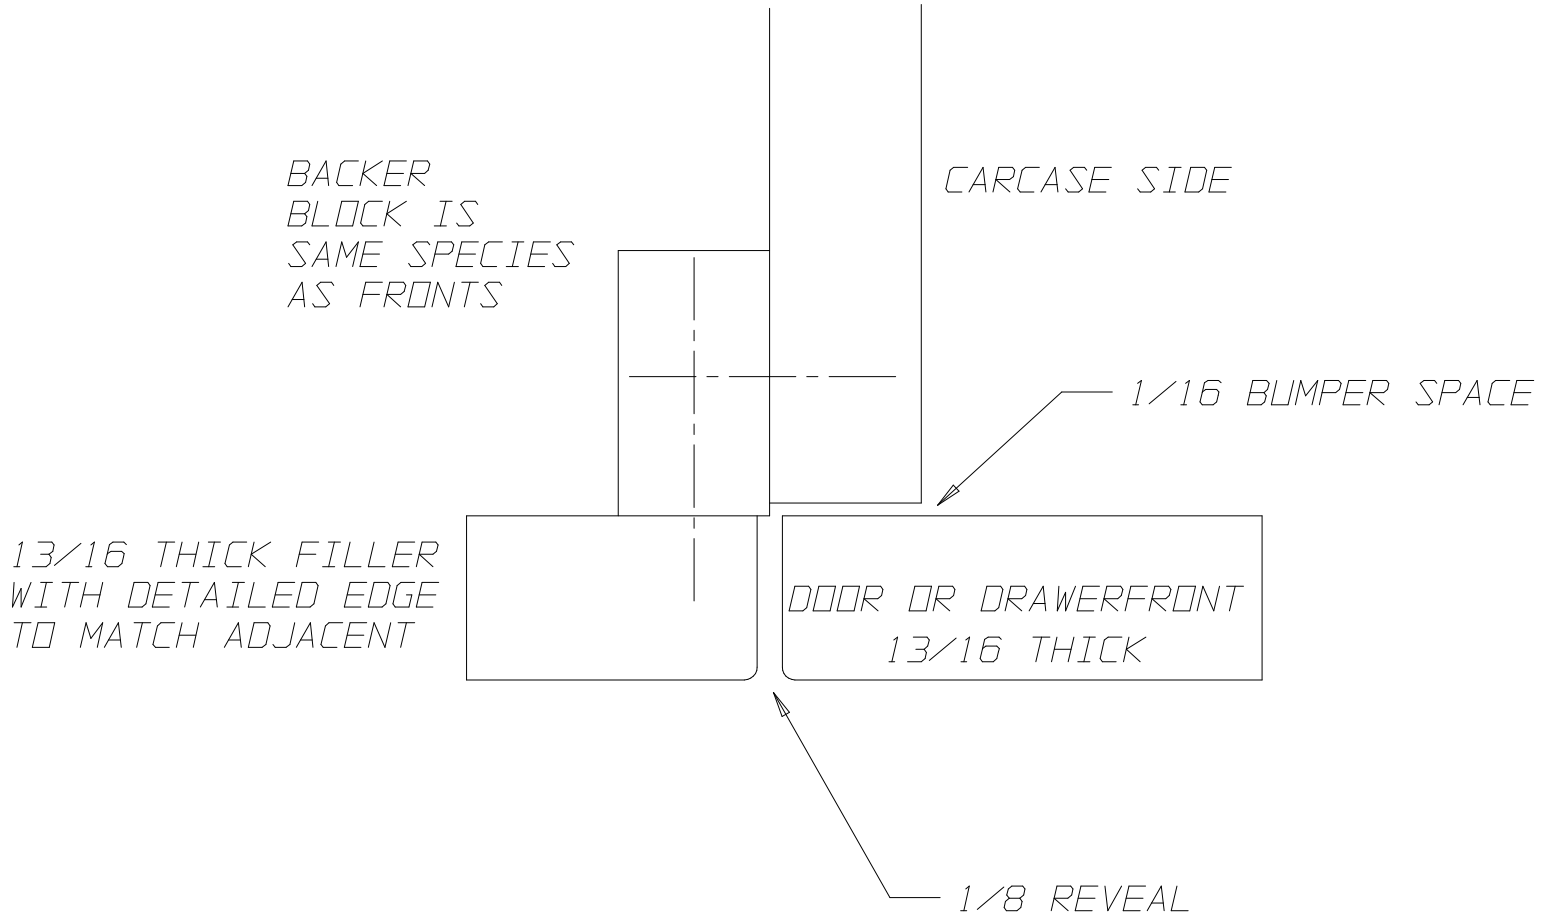 BACKER
BLOCK IS
SAME SPECIES
AS FRONTS
CARCASE SIDE
1/16 BUMPER SPACE
13/16 THICK FILLER
WITH DETAILED EDGE
TO MATCH ADJACENT
DOOR OR DRAWERFRONT
13/16 THICK
1/8 REVEAL